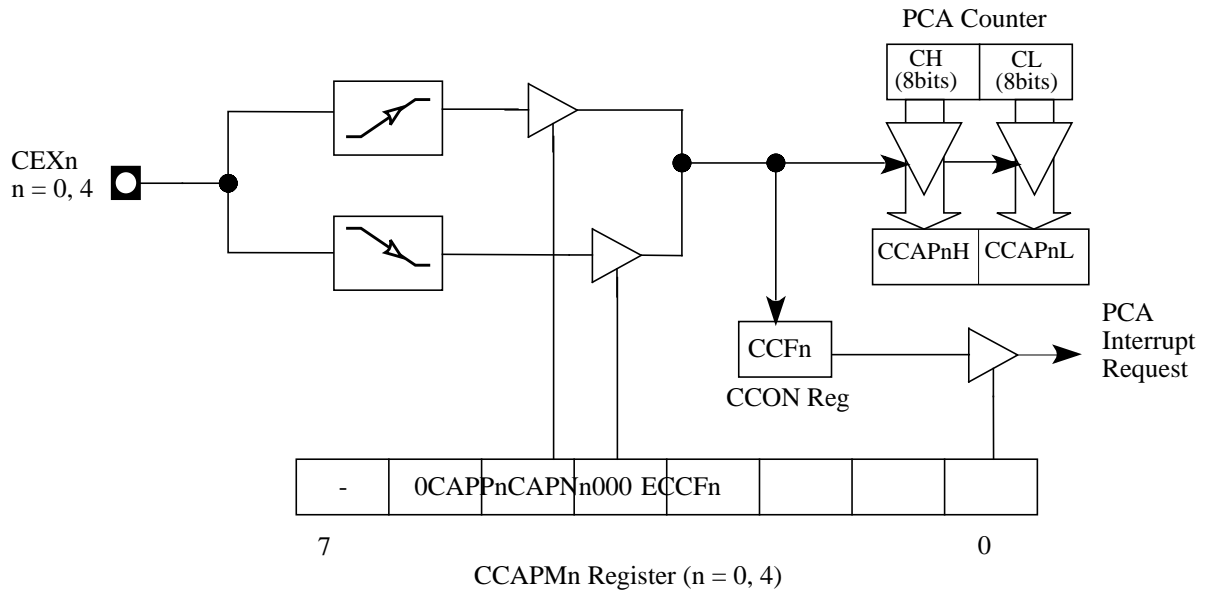 PCA Counter
CH
(8bits)
CL
(8bits)
CEXn
n = 0, 4
CCAPnH
CCAPnL
CCFn
CCON Reg
PCA
Interrupt
Request
- 0CAPPnCAPNn000 ECCFn
7 0
CCAPMn Register (n = 0, 4)